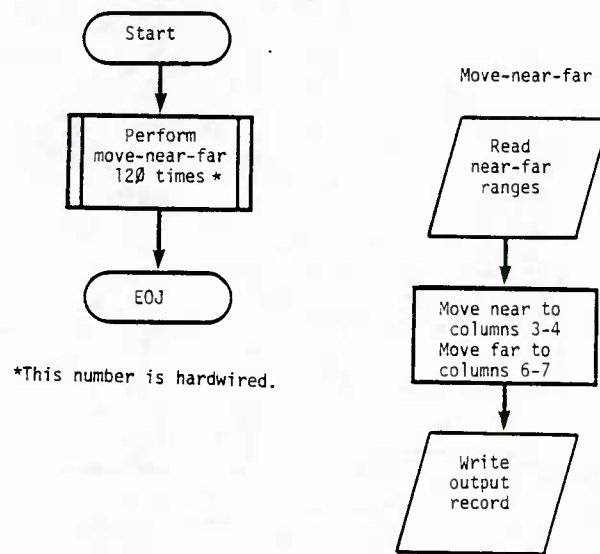 Start
Perform
move-near-far
12Ø times *
EOJ
*This number is hardwired.
Move-near-far
Read
near-far
ranges
Move near to
columns 3-4
Move far to
columns 6-7
Write
output
record